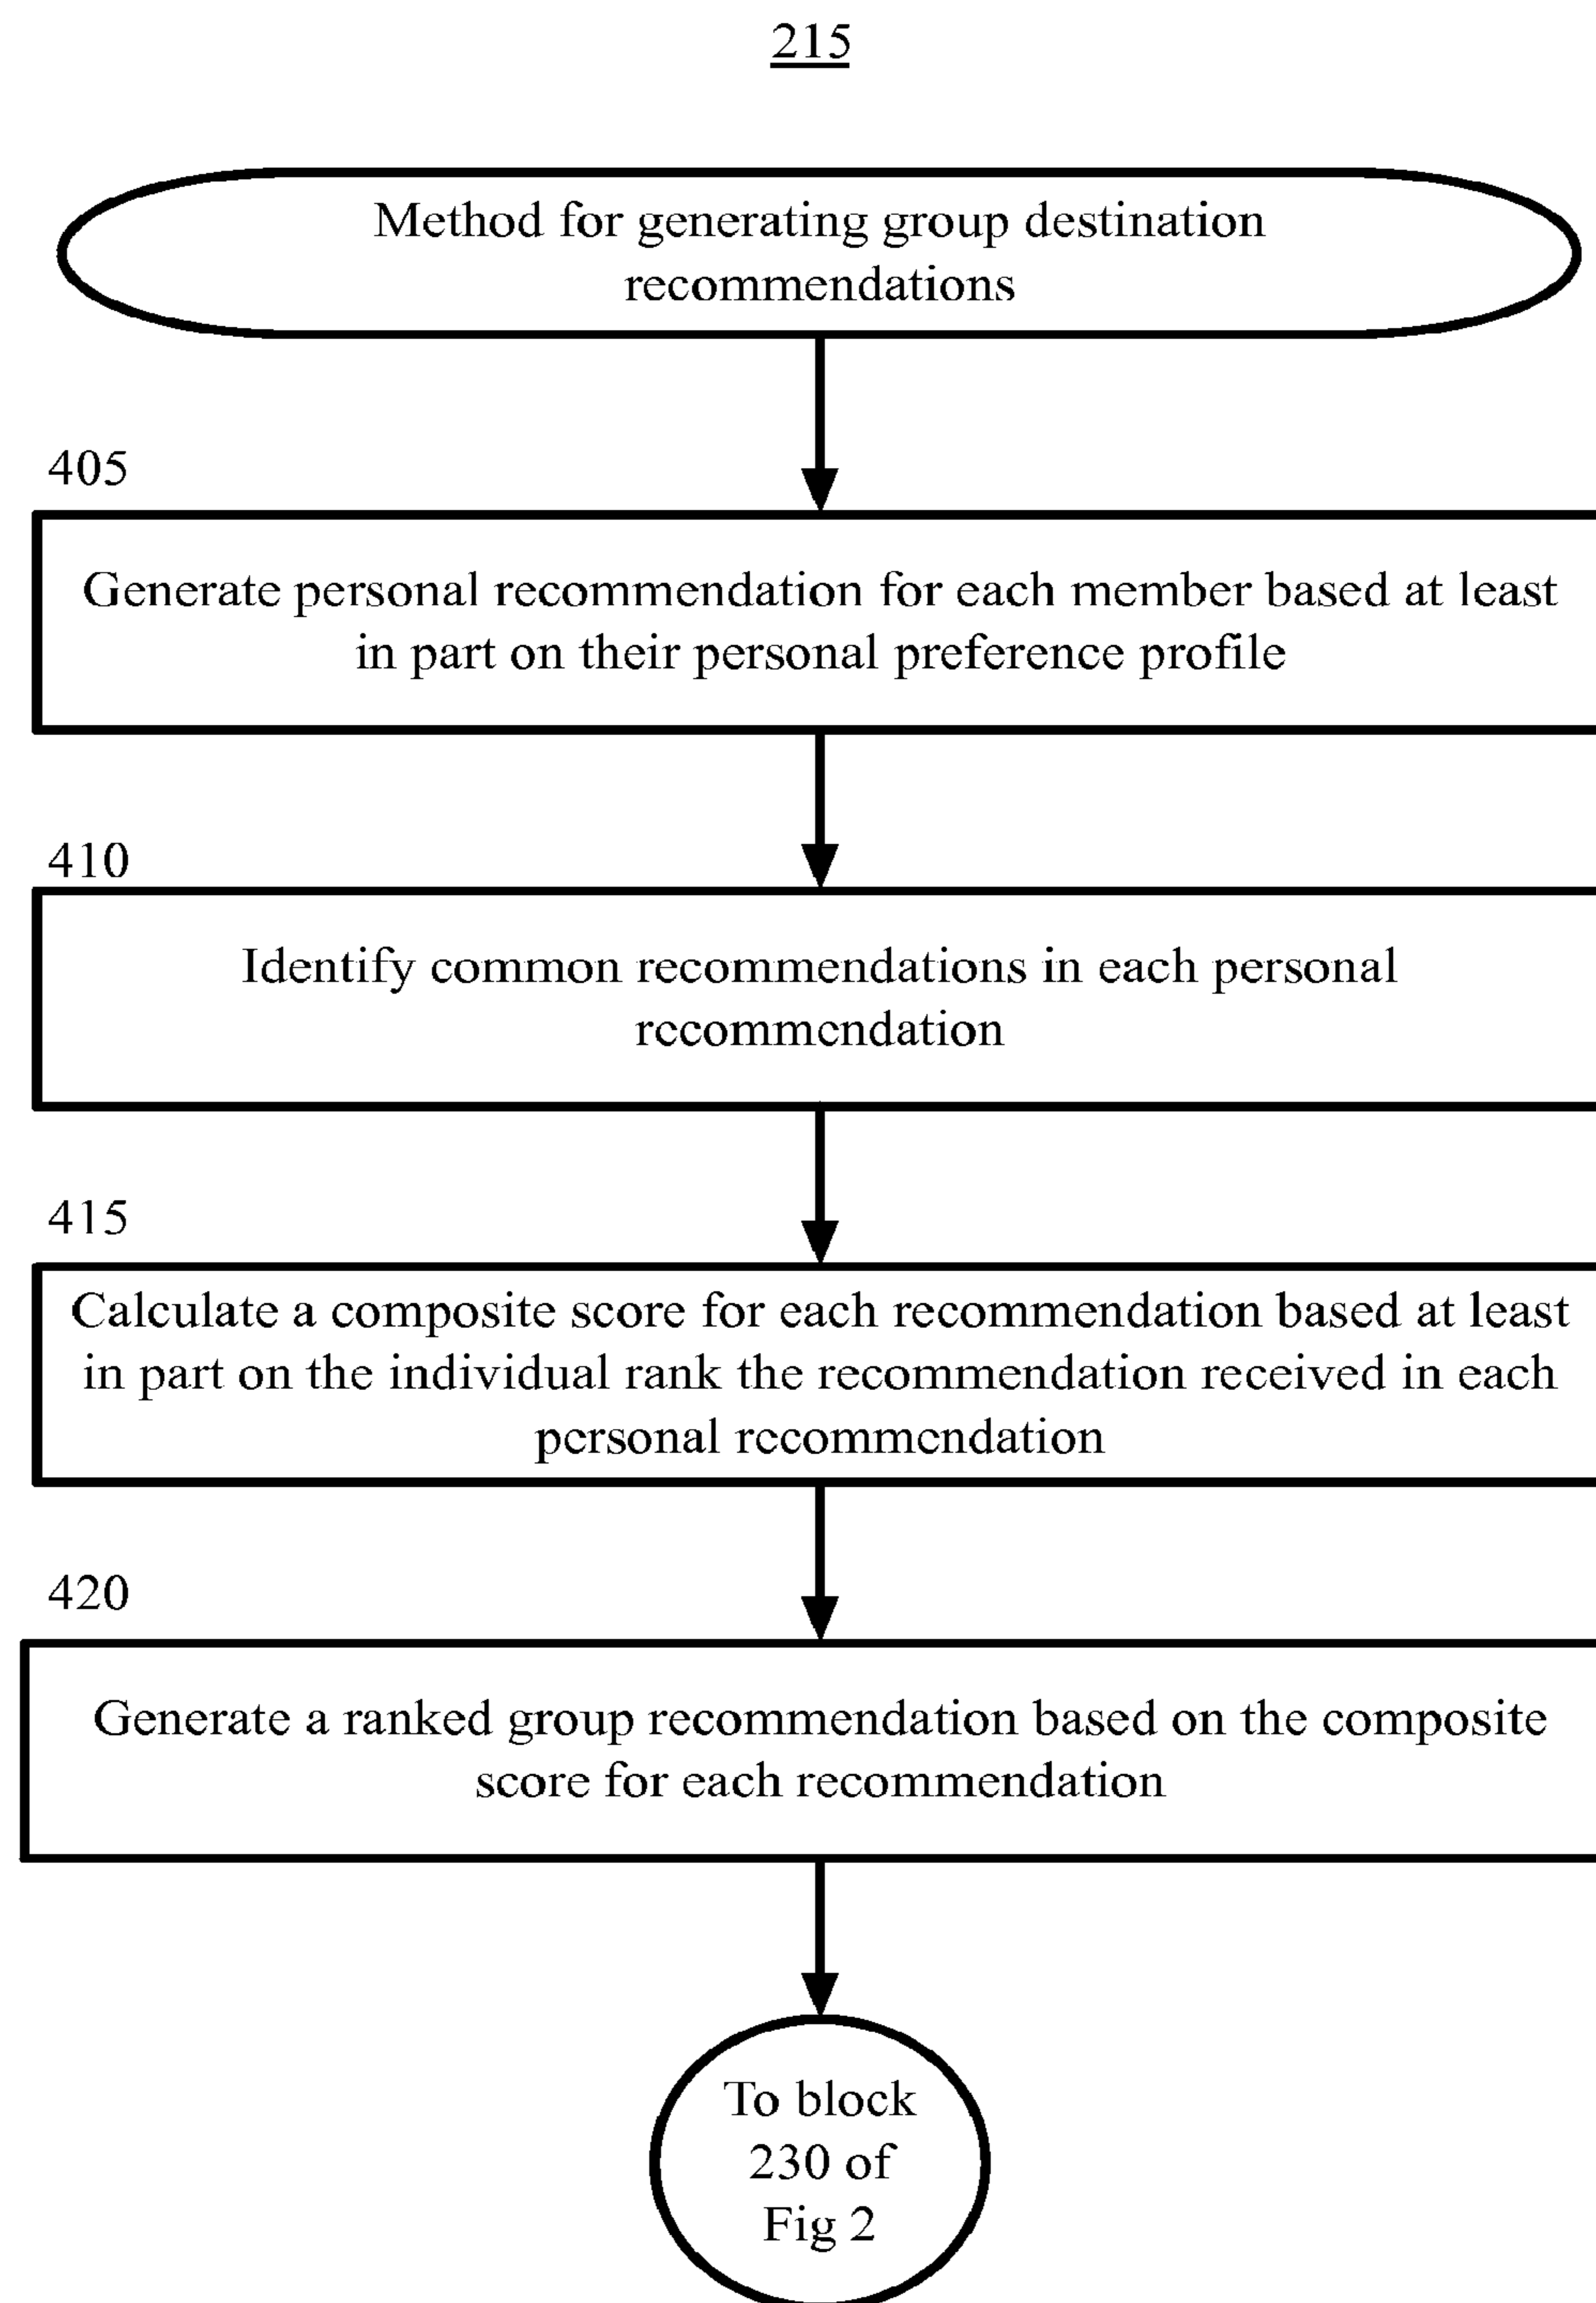 215
Method for generating group destination
recommendations
405
Generate personal recommendation for each member based at least
in part on their personal preference profile
410
Identify common recommendations in each personal
recommendation
415
Calculate a composite score for each recommendation based at least
in part on the individual rank the recommendation received in each
personal recommendation
420
Generate a ranked group recommendation based on the composite
score for each recommendation
To block
230 of
Fig 2